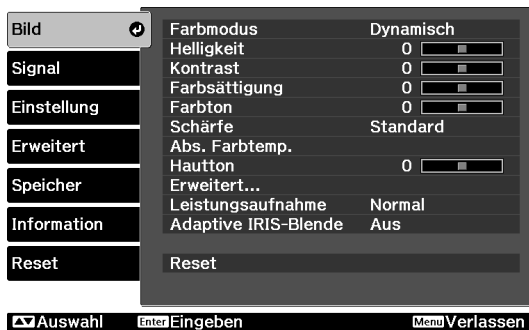 Bild
Signal
Einstellung
Erweitert
Speicher
Information
Reset
Farbmodus Dynamisch
Helligkeit 0
Kontrast 0
Farbsättigung 0
Farbton 0
Schärfe Standard
Abs. Farbtemp.
Hautton 0
Erweitert...
Leistungsaufnahme Normal
Adaptive IRIS-Blende Aus
Reset
Auswahl Enter Eingeben Menu Verlassen